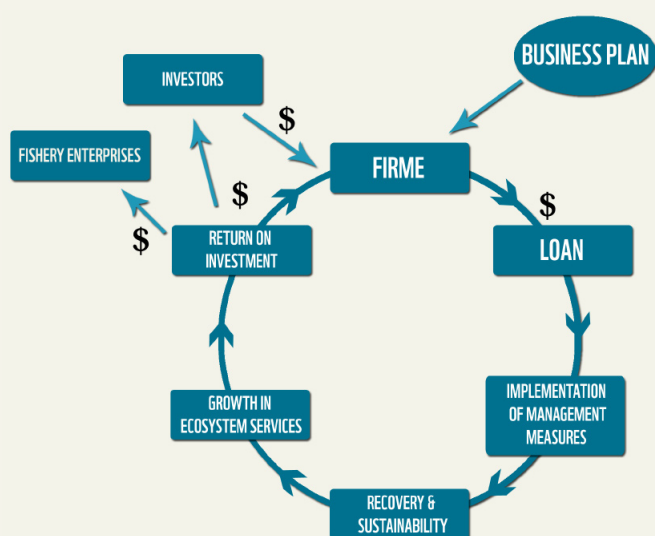 BUSINESS PLAN
INVESTORS
$
FISHERY ENTERPRISES
FIRME
$
$
$
RETURN ON
INVESTMENT
LOAN
GROWTH IN
ECOSYSTEM SERVICES
IMPLEMENTATION
OF MANAGEMENT
MEASURES
RECOVERY &
SUSTAINABILITY